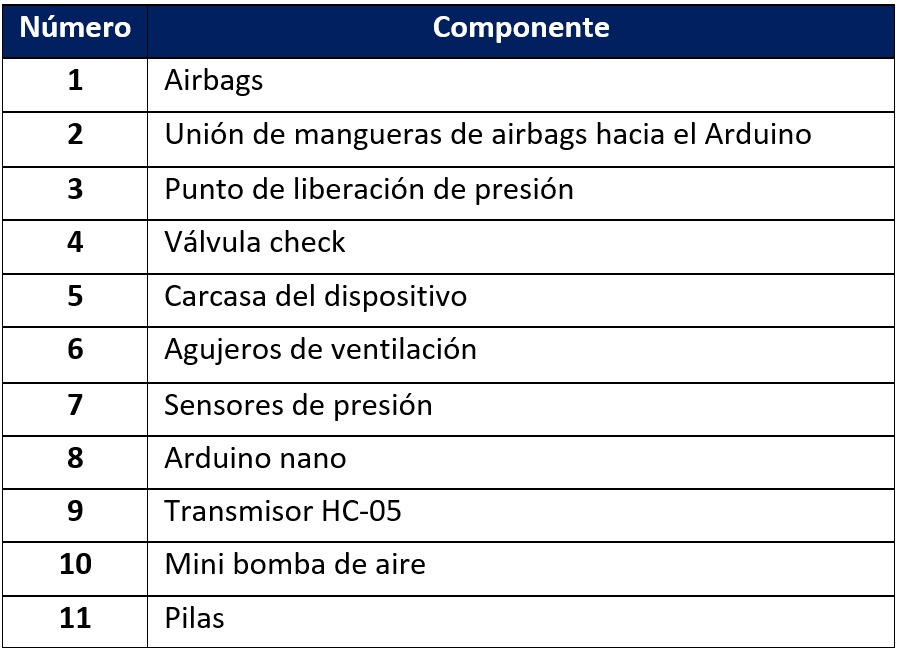 Número Componente
1 Airbags
2 Unión de mangueras de airbags hacia el Arduino
3 Punto de liberación de presión
4 Válvula check
5 Carcasa del dispositivo
6 Agujeros de ventilación
7 Sensores de presión
8 Arduino nano
9 Transmisor HC-05
10 Mini bomba de aire
11 Pilas